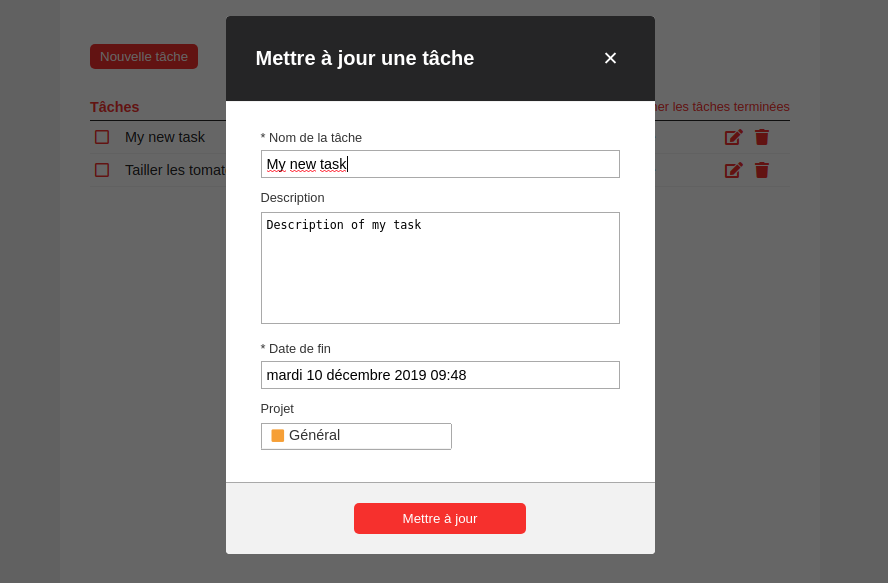 Mettre à jour une tâche
Nouvelle tâche
Tâches
les tâches terminées
My new task
Tailler les
* Nom de la tâche
My new task
Description
Description of my task
* Date de fin
mardi 10 décembre 2019 09:48
Projet
Général
Mettre à jour